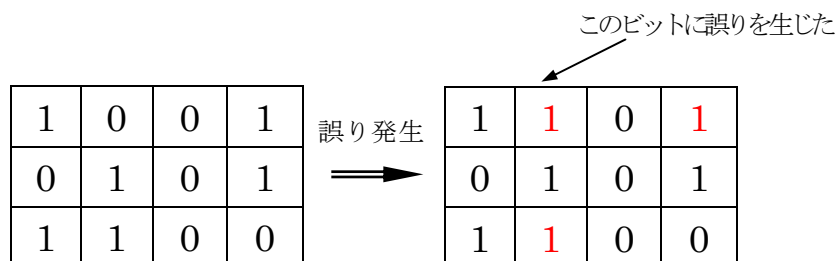 このビットに誤りを生じた
1 0 0 1
0 1 0 1
1 1 0 0
誤り発生
1 1 0 1
0 1 0 1
1 1 0 0